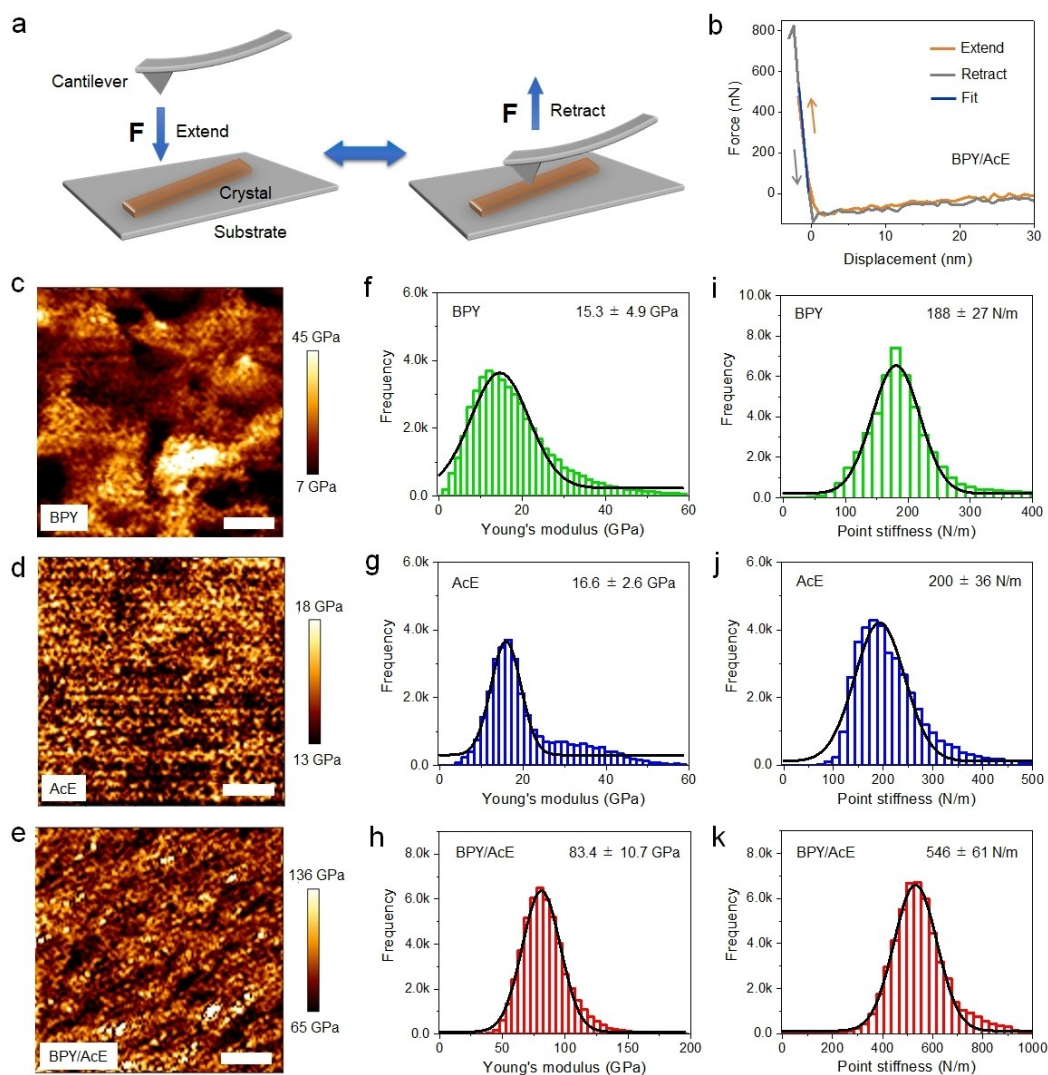 a
Cantilever
F Extend
Crystal
Substrate
F Retract
b
Force (nN)
800
600
400
200
0
Extend
Retract
Fit
BPY/AcE
0 10 20 30
Displacement (nm)
c
45 GPa
7 GPa
BPY
f
Frequency
6.0k
4.0k
2.0k
0.0
BPY 15.3 ± 4.9 GPa
0 20 40 60
Young's modulus (GPa)
i
Frequency
10.0k
8.0k
6.0k
4.0k
2.0k
0.0
BPY 188 ± 27 N/m
0 100 200 300 400
Point stiffness (N/m)
d
18 GPa
13 GPa
AcE
g
Frequency
6.0k
4.0k
2.0k
0.0
AcE 16.6 ± 2.6 GPa
0 20 40 60
Young's modulus (GPa)
j
Frequency
6.0k
4.0k
2.0k
0.0
AcE 200 ± 36 N/m
0 100 200 300 400 500
Point stiffness (N/m)
e
136 GPa
65 GPa
BPY/AcE
h
Frequency
8.0k
6.0k
4.0k
2.0k
0.0
BPY/AcE 83.4 ± 10.7 GPa
0 50 100 150 200
Young's modulus (GPa)
k
Frequency
8.0k
6.0k
4.0k
2.0k
0.0
BPY/AcE 546 ± 61 N/m
0 200 400 600 800 1000
Point stiffness (N/m)